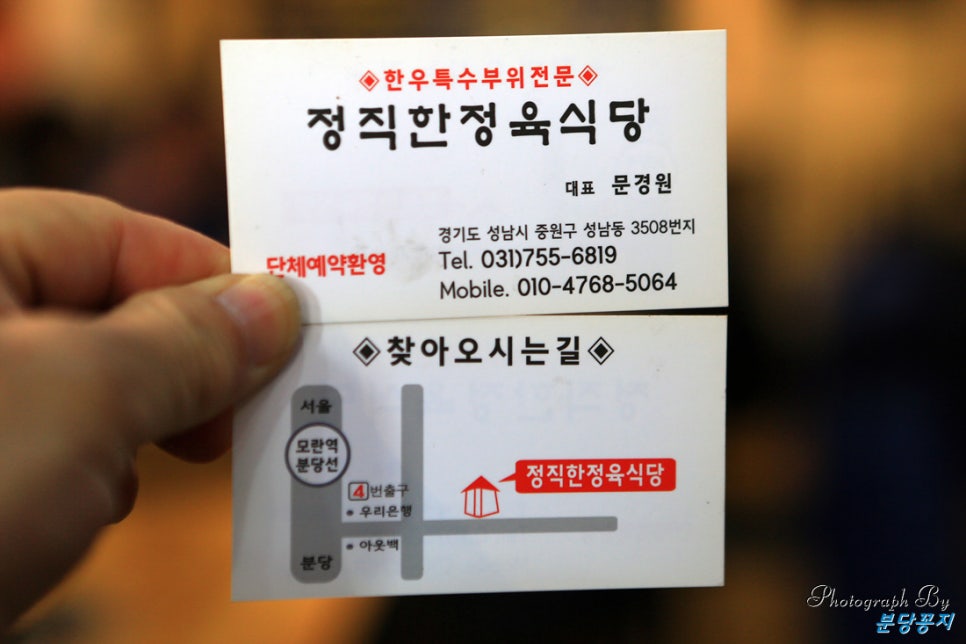 ◈한우특수부위전문◈
정직한정육식당
대표 문경원
경기도 성남시 중원구 성남동 3508번지
단체예약환영
Tel. 031)755-6819
Mobile. 010-4768-5064
◈찾아오시는길◈
서울
모란역
분당선
4번출구
우리은행
아웃백
분당
정직한정육식당
Photograph By
분당꽁지